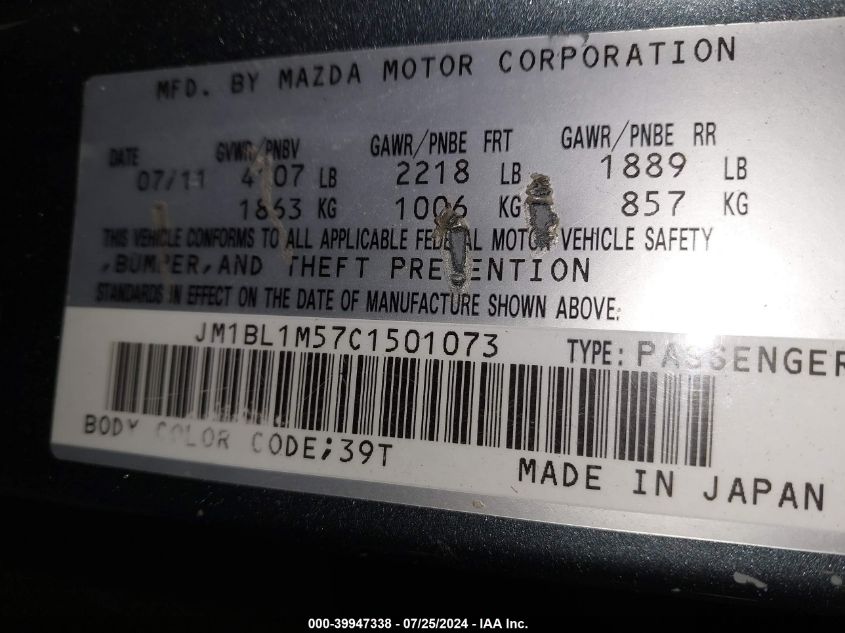 MFD. BY MAZDA MOTOR CORPORATION
DATE GVWR/PNBV GAWR/PNBE FRT GAWR/PNBE RR
07/11 4107 LB 2218 LB 1889 LB
1863 KG 1006 KG 857 KG
THIS VEHICLE CONFORMS TO ALL APPLICABLE FEDERAL MOTOR VEHICLE SAFETY
,BUMPER,AND THEFT PREVENTION
STANDARDS IN EFFECT ON THE DATE OF MANUFACTURE SHOWN ABOVE:
JM1BL1M57C1501073 TYPE: PASSENGER
BODY COLOR CODE;39T
MADE IN JAPAN
000-39947338 - 07/25/2024 - IAA Inc.